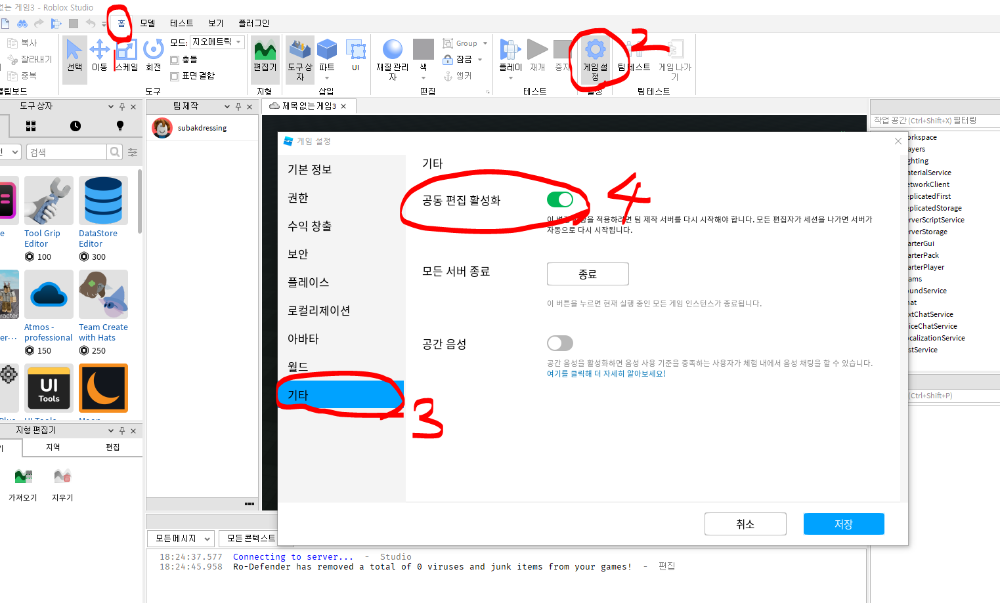 없는 게임3 - Roblox Studio
홈 모델 테스트 보기 플러그인
복사
잘라내기
중복
클립보드
선택 이동 스케일 회전
모드: 지오메트릭
충돌
표면 결합
도구
편집기
지형
도구 상자
파트
UI
삽입
재질 관리자
색
Group
잠금
앵커
편집
플레이
재개
중지
테스트
게임 설정
설정
팀 테스트
게임 나가기
팀 테스트
1
2
도구 상자
검색
Tool Grip Editor
100
DataStore Editor
300
Atmos - professional
150
Team Create with Hats
250
UI Tools
UI Tools
Moon
지형 편집기
지역
편집
가져오기
지우기
팀 제작
subakdressing
제목 없는 게임3
게임 설정
기본 정보
권한
수익 창출
보안
플레이스
로컬리제이션
아바타
월드
기타
3
기타
공동 편집 활성화
4
이 변경 사항을 적용하려면 팀 제작 서버를 다시 시작해야 합니다. 모든 편집자가 세션을 나가면 서버가
자동으로 다시 시작됩니다.
모든 서버 종료
종료
이 버튼을 누르면 현재 실행 중인 모든 게임 인스턴스가 종료됩니다.
공간 음성
공간 음성을 활성화하면 음성 사용 기준을 충족하는 사용자가 체험 내에서 음성 채팅을 할 수 있습니다.
여기를 클릭해 더 자세히 알아보세요!
취소
저장
작업 공간 (Ctrl+Shift+X) 필터링
orkspace
ayers
ghting
aterialService
etworkClient
eplicatedFirst
eplicatedStorage
erverScriptService
erverStorage
arterGui
arterPack
arterPlayer
ams
oundService
hat
xtChatService
iceChatService
ocalizationService
stService
(Ctrl+Shift+P)
모든 메시지
모든 콘텍스트
18:24:37.577 Connecting to server... - Studio
18:24:45.958 Ro-Defender has removed a total of 0 viruses and junk items from your games! - 편집